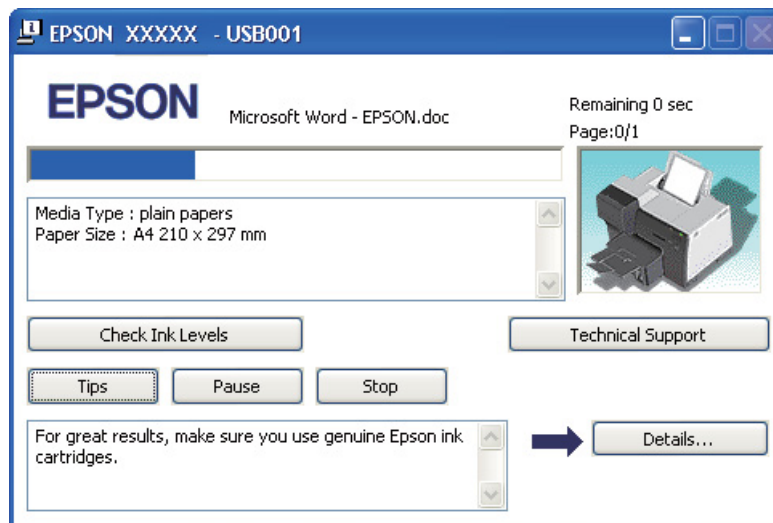 EPSON XXXXX - USB001
EPSON
Microsoft Word - EPSON.doc
Remaining 0 sec
Page:0/1
Media Type : plain papers
Paper Size : A4 210 x 297 mm
Check Ink Levels
Technical Support
Tips
Pause
Stop
For great results, make sure you use genuine Epson ink
cartridges.
Details...